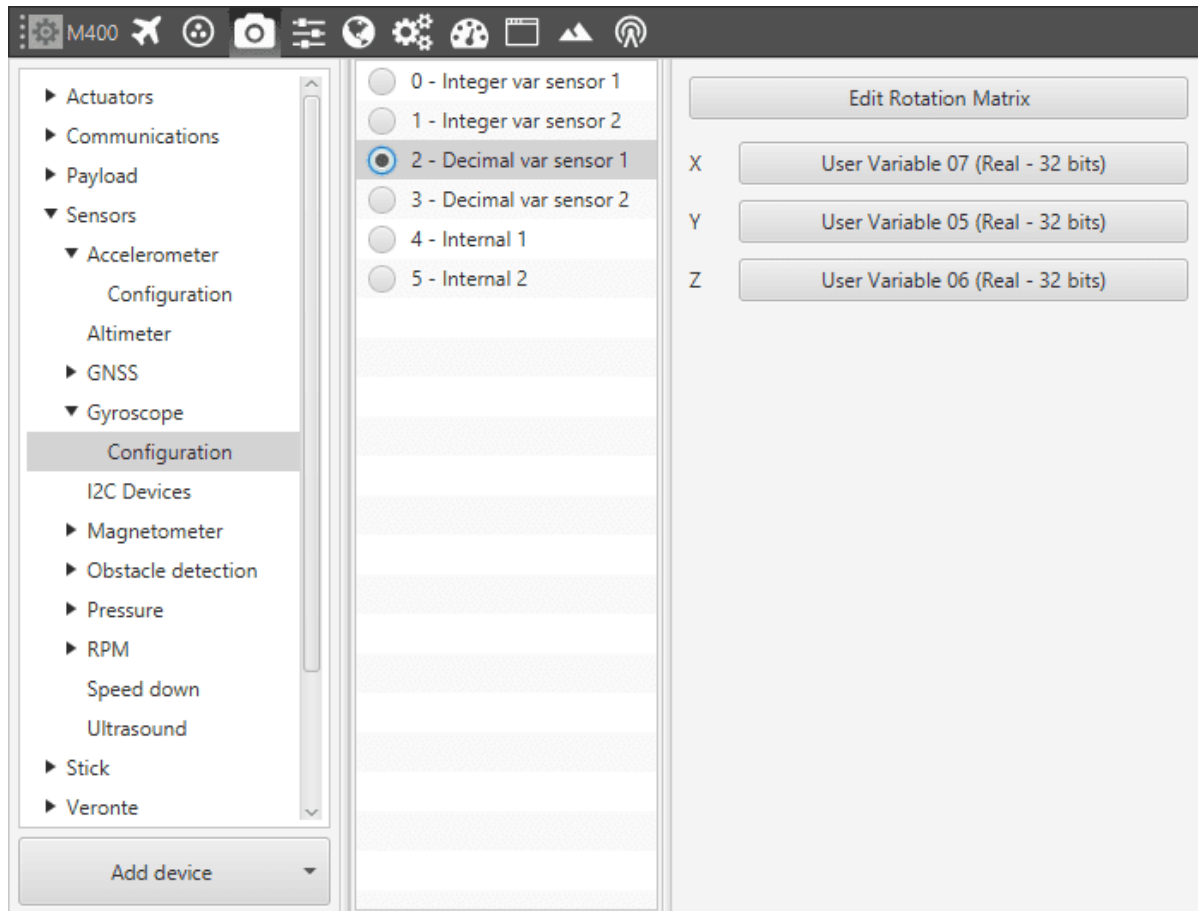 M400
Actuators
Communications
Payload
Sensors
Accelerometer
Configuration
Altimeter
GNSS
Gyroscope
Configuration
I2C Devices
Magnetometer
Obstacle detection
Pressure
RPM
Speed down
Ultrasound
Stick
Veronte
Add device
0 - Integer var sensor 1
1 - Integer var sensor 2
2 - Decimal var sensor 1
3 - Decimal var sensor 2
4 - Internal 1
5 - Internal 2
Edit Rotation Matrix
X User Variable 07 (Real - 32 bits)
Y User Variable 05 (Real - 32 bits)
Z User Variable 06 (Real - 32 bits)